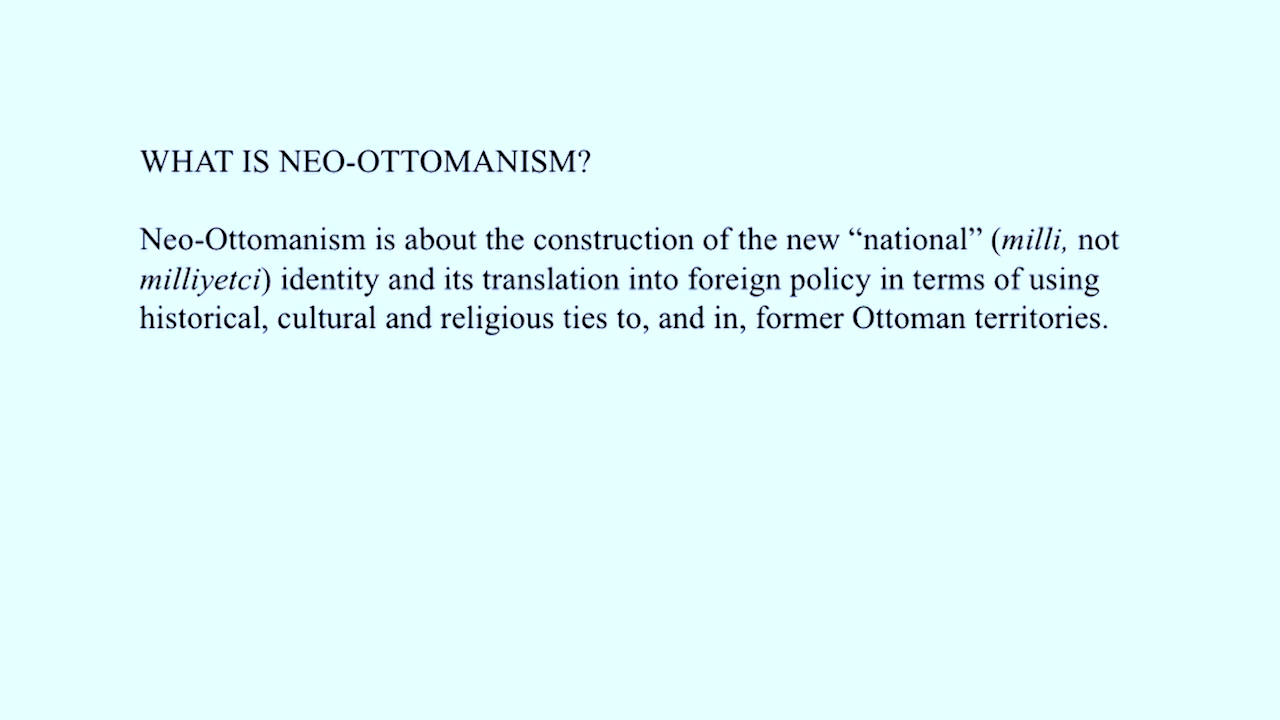 WHAT IS NEO-OTTOMANISM?
Neo-Ottomanism is about the construction of the new “national” (milli, not
milliyetci) identity and its translation into foreign policy in terms of using
historical, cultural and religious ties to, and in, former Ottoman territories.